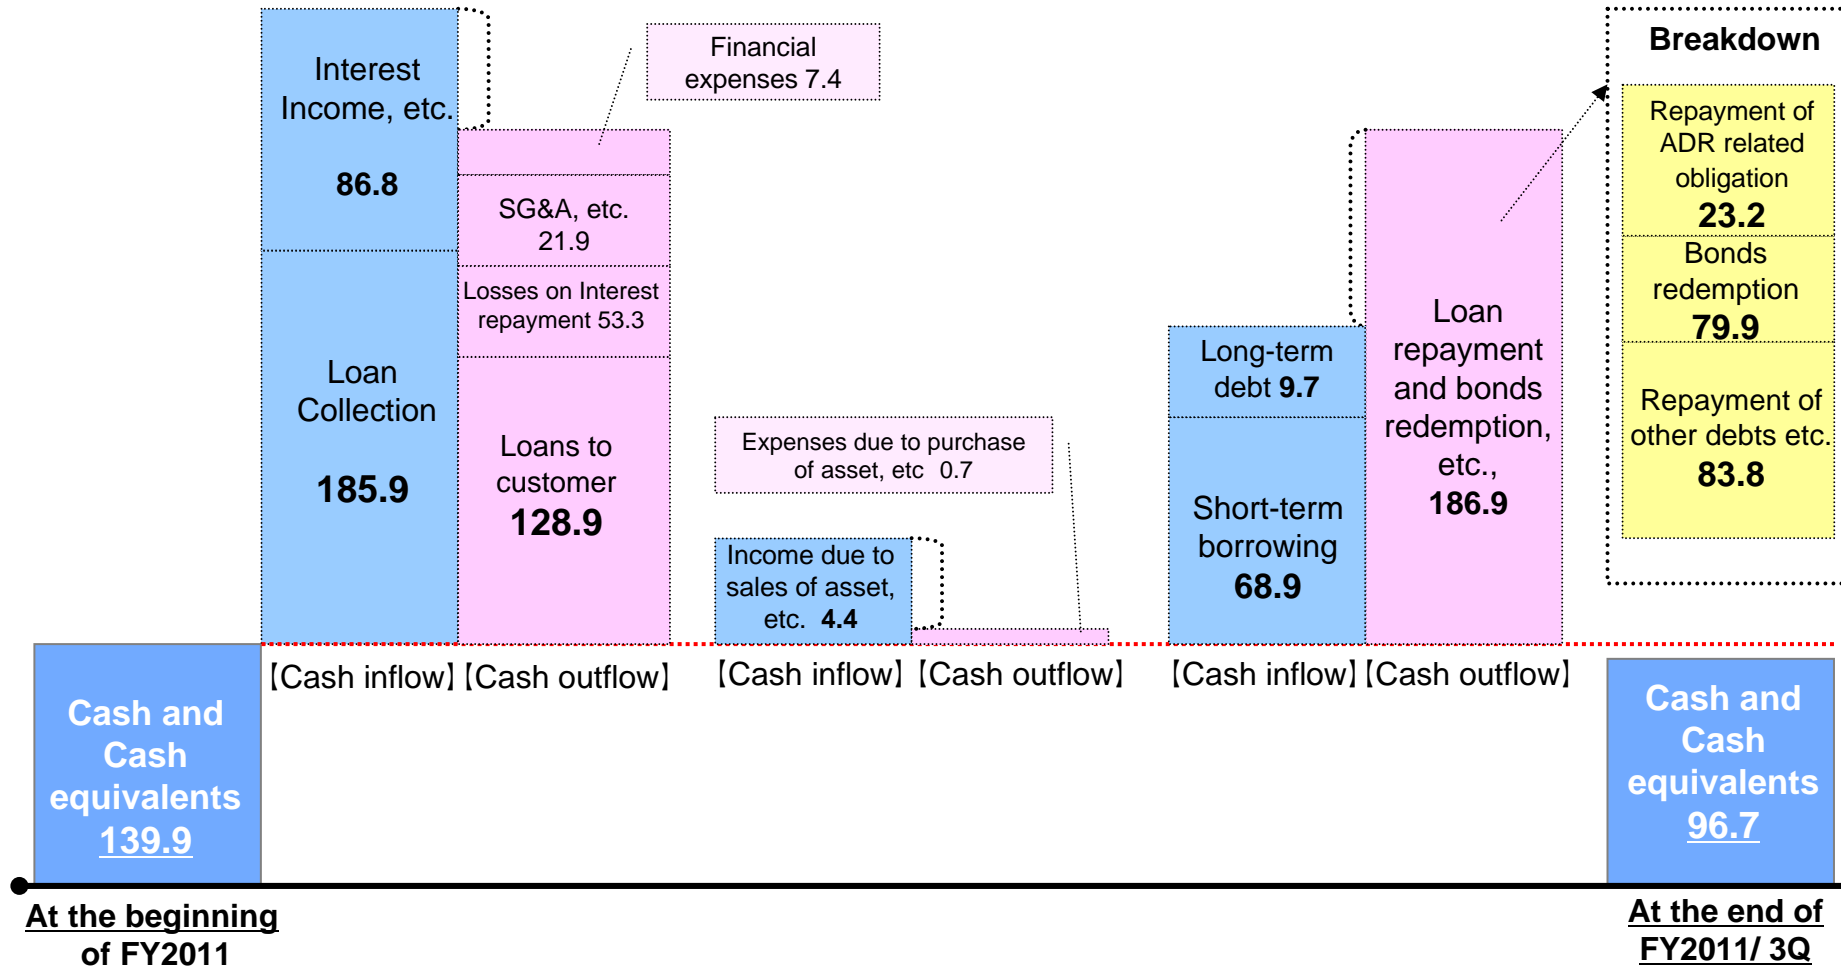 Interest
Income, etc.
86.8
Loan
Collection
185.9
Financial
expenses 7.4
SG&A, etc.
21.9
Losses on Interest
repayment 53.3
Loans to
customer
128.9
Expenses due to purchase
of asset, etc 0.7
Income due to
sales of asset,
etc. 4.4
Long-term
debt 9.7
Short-term
borrowing
68.9
Loan
repayment
and bonds
redemption,
etc.,
186.9
Breakdown
Repayment of
ADR related
obligation
23.2
Bonds
redemption
79.9
Repayment of
other debts etc.
83.8
【Cash inflow】【Cash outflow】
【Cash inflow】【Cash outflow】
【Cash inflow】【Cash outflow】
Cash and
Cash
equivalents
139.9
Cash and
Cash
equivalents
96.7
At the beginning
of FY2011
At the end of
FY2011/ 3Q